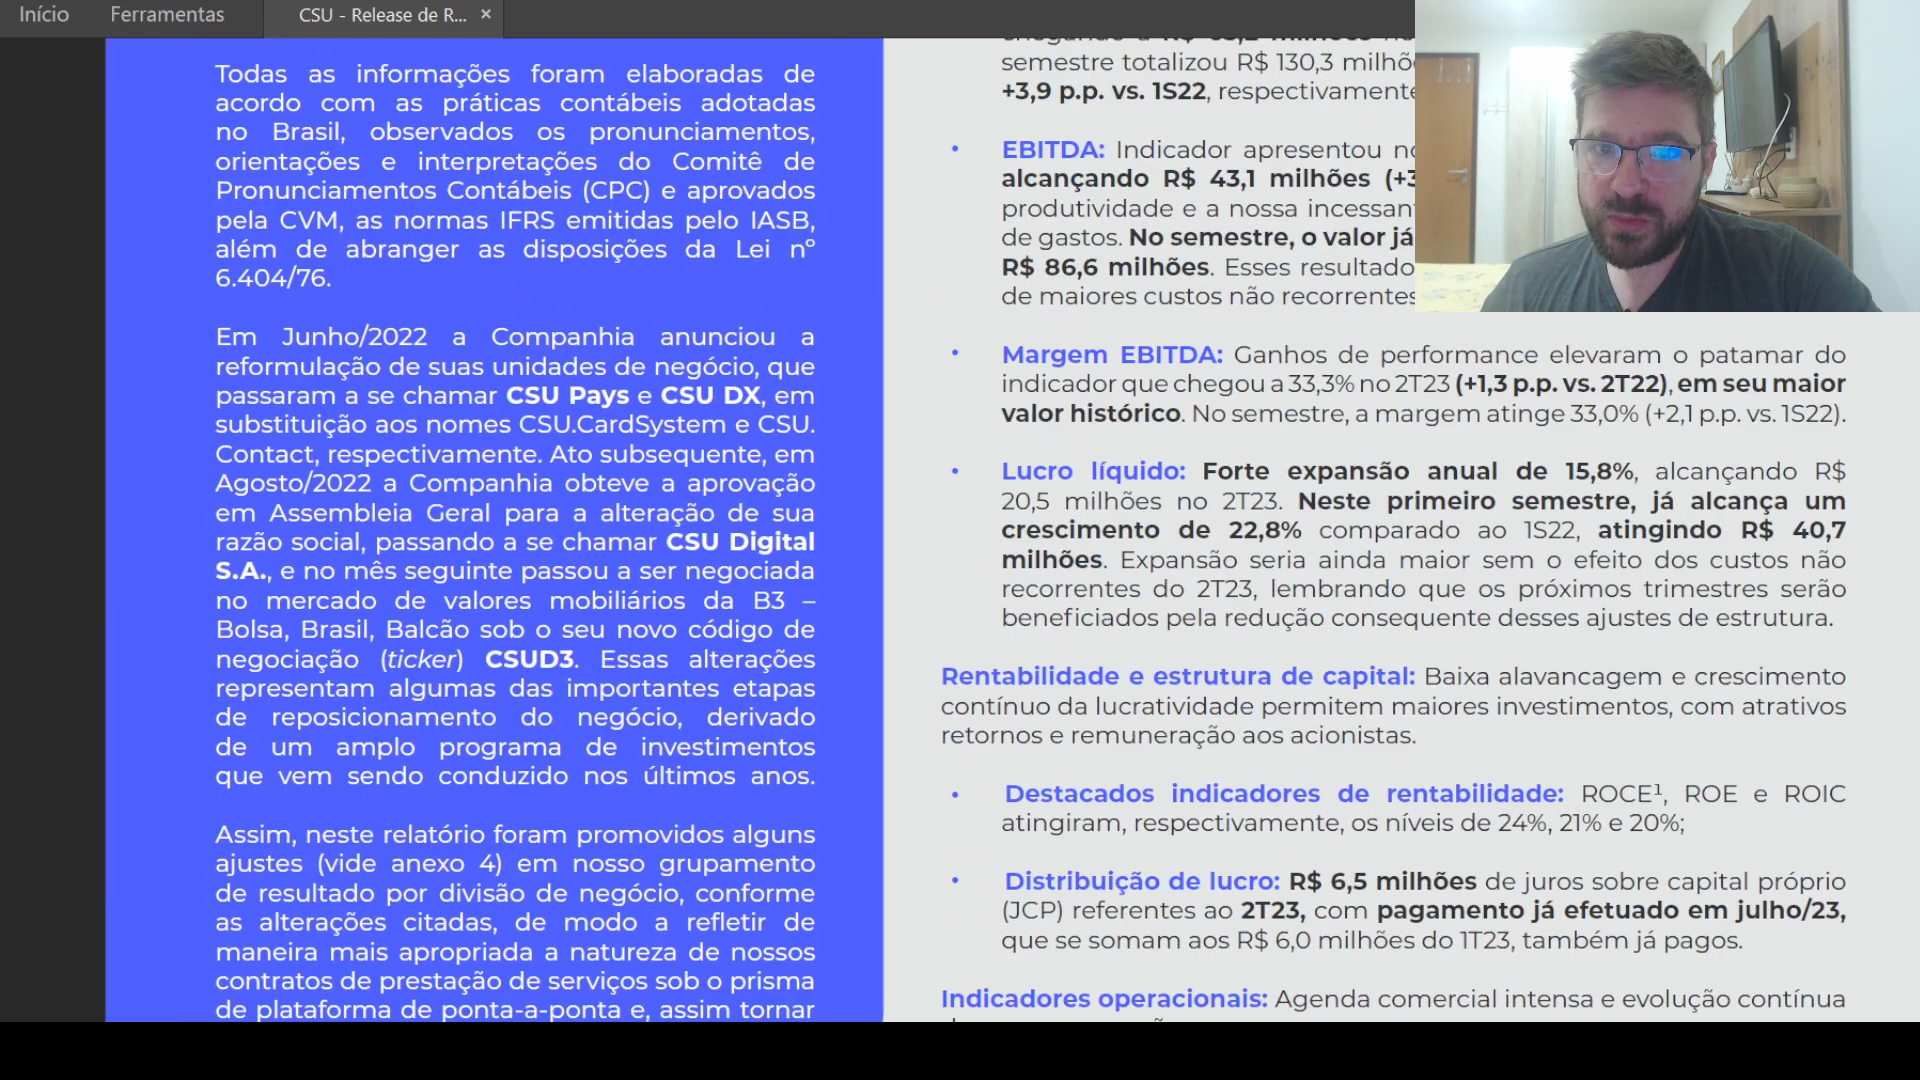 Início Ferramentas CSU - Release de R... ×
Todas as informações foram elaboradas de
acordo com as práticas contábeis adotadas
no Brasil, observados os pronunciamentos,
orientações e interpretações do Comitê de
Pronunciamentos Contábeis (CPC) e aprovados
pela CVM, as normas IFRS emitidas pelo IASB,
além de abranger as disposições da Lei nº
6.404/76.
Em Junho/2022 a Companhia anunciou a
reformulação de suas unidades de negócio, que
passaram a se chamar CSU Pays e CSU DX, em
substituição aos nomes CSU.CardSystem e CSU.
Contact, respectivamente. Ato subsequente, em
Agosto/2022 a Companhia obteve a aprovação
em Assembleia Geral para a alteração de sua
razão social, passando a se chamar CSU Digital
S.A., e no mês seguinte passou a ser negociada
no mercado de valores mobiliários da B3 –
Bolsa, Brasil, Balcão sob o seu novo código de
negociação (ticker) CSUD3. Essas alterações
representam algumas das importantes etapas
de reposicionamento do negócio, derivado
de um amplo programa de investimentos
que vem sendo conduzido nos últimos anos.
Assim, neste relatório foram promovidos alguns
ajustes (vide anexo 4) em nosso grupamento
de resultado por divisão de negócio, conforme
as alterações citadas, de modo a refletir de
maneira mais apropriada a natureza de nossos
contratos de prestação de serviços sob o prisma
de plataforma de ponta-a-ponta e, assim tornar
semestre totalizou R$ 130,3
+3,9 p.p. vs. 1S22, respectivamente
• EBITDA: Indicador apresentou
alcançando R$ 43,1 milhões
produtividade e a nossa
de gastos. No semestre, o valor já
R$ 86,6 milhões. Esses
de maiores custos não recorrentes
• Margem EBITDA: Ganhos de performance elevaram o patamar do
indicador que chegou a 33,3% no 2T23 (+1,3 p.p. vs. 2T22), em seu maior
valor histórico. No semestre, a margem atinge 33,0% (+2,1 p.p. vs. 1S22).
• Lucro líquido: Forte expansão anual de 15,8%, alcançando R$
20,5 milhões no 2T23. Neste primeiro semestre, já alcança um
crescimento de 22,8% comparado ao 1S22, atingindo R$ 40,7
milhões. Expansão seria ainda maior sem o efeito dos custos não
recorrentes do 2T23, lembrando que os próximos trimestres serão
beneficiados pela redução consequente desses ajustes de estrutura.
Rentabilidade e estrutura de capital: Baixa alavancagem e crescimento
contínuo da lucratividade permitem maiores investimentos, com atrativos
retornos e remuneração aos acionistas.
• Destacados indicadores de rentabilidade: ROCE¹, ROE e ROIC
atingiram, respectivamente, os níveis de 24%, 21% e 20%;
• Distribuição de lucro: R$ 6,5 milhões de juros sobre capital próprio
(JCP) referentes ao 2T23, com pagamento já efetuado em julho/23,
que se somam aos R$ 6,0 milhões do 1T23, também já pagos.
Indicadores operacionais: Agenda comercial intensa e evolução contínua